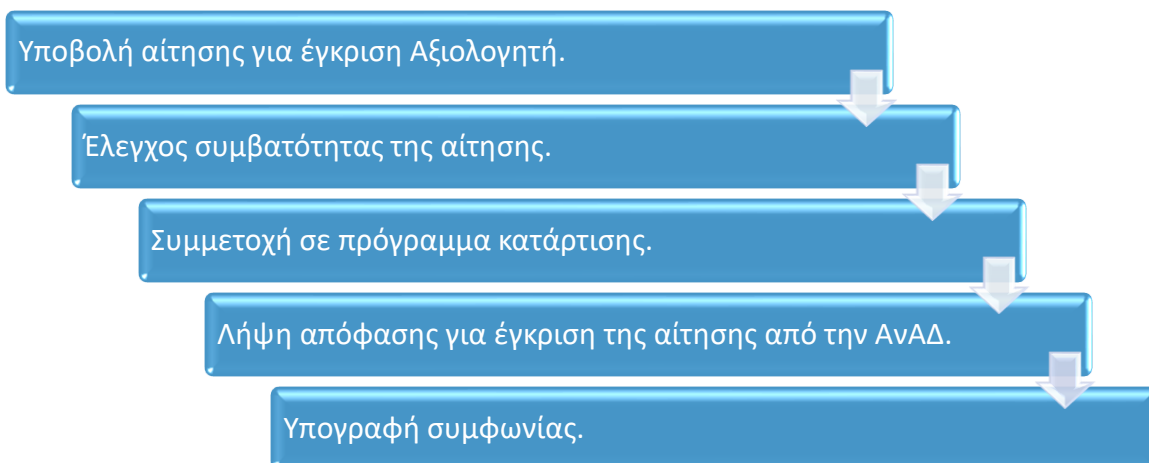 Υποβολή αίτησης για έγκριση Αξιολογητή.
Έλεγχος συμβατότητας της αίτησης.
Συμμετοχή σε πρόγραμμα κατάρτισης.
Λήψη απόφασης για έγκριση της αίτησης από την ΑνΑΔ.
Υπογραφή συμφωνίας.